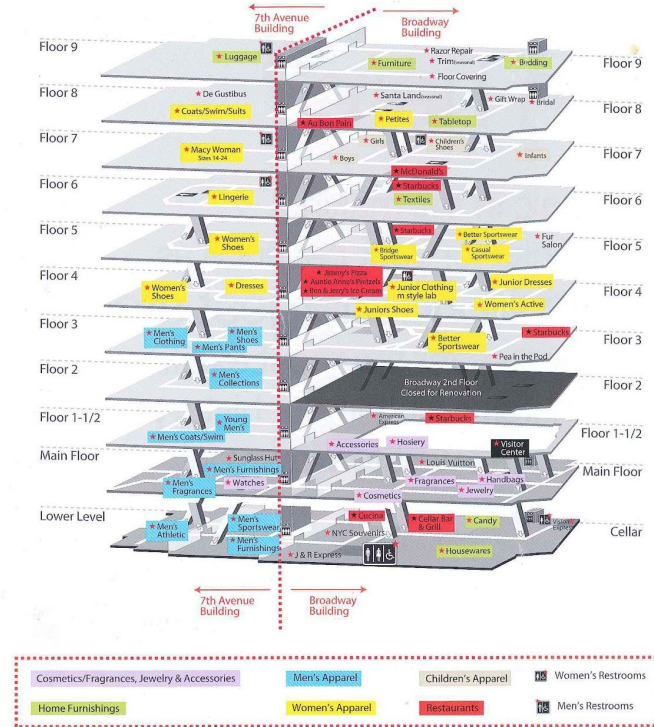 7th Avenue
Building
Broadway
Building
Floor 9
Luggage
Furniture
Razor Repair
Trim(seasonal)
Floor Covering
Bedding
Floor 9
Floor 8
De Gustibus
Coats/Swim/Suits
Santa Land(seasonal)
Au Bon Pain
Petites
Tabletop
Gift Wrap
Bridal
Floor 8
Floor 7
Macy Woman
Sizes 14-24
Boys
Girls
Children's
Shoes
Infants
McDonald's
Floor 7
Floor 6
Lingerie
Starbucks
Textiles
Floor 6
Floor 5
Women's
Shoes
Starbucks
Bridge
Sportswear
Better Sportswear
Casual
Sportswear
Fur
Salon
Floor 5
Floor 4
Women's
Shoes
Dresses
Jimmy's Pizza
Auntie Anne's Pretzels
Ben & Jerry's Ice Cream
Junior Clothing
m style lab
Juniors Shoes
Junior Dresses
Women's Active
Floor 4
Floor 3
Men's
Clothing
Men's
Shoes
Men's Pants
Better
Sportswear
Starbucks
Pea in the Pod
Floor 3
Floor 2
Men's
Collections
Broadway 2nd Floor
Closed for Renovation
Floor 2
Floor 1-1/2
Young
Men's
Men's Coats/Swim
American
Express
Starbucks
Accessories
Hosiery
Visitor
Center
Floor 1-1/2
Main Floor
Sunglass Hut
Men's Furnishings
Men's
Fragrances
Watches
Louis Vuitton
Fragrances
Handbags
Jewelry
Cosmetics
Main Floor
Lower Level
Men's
Athletic
Men's
Sportswear
Men's
Furnishings
Cucina
NYC Souvenirs
J & R Express
Cellar Bar
& Grill
Candy
Housewares
Vision
Express
Cellar
7th Avenue
Building
Broadway
Building
Cosmetics/Fragrances, Jewelry & Accessories
Men's Apparel
Children's Apparel
Women's Restrooms
Home Furnishings
Women's Apparel
Restaurants
Men's Restrooms